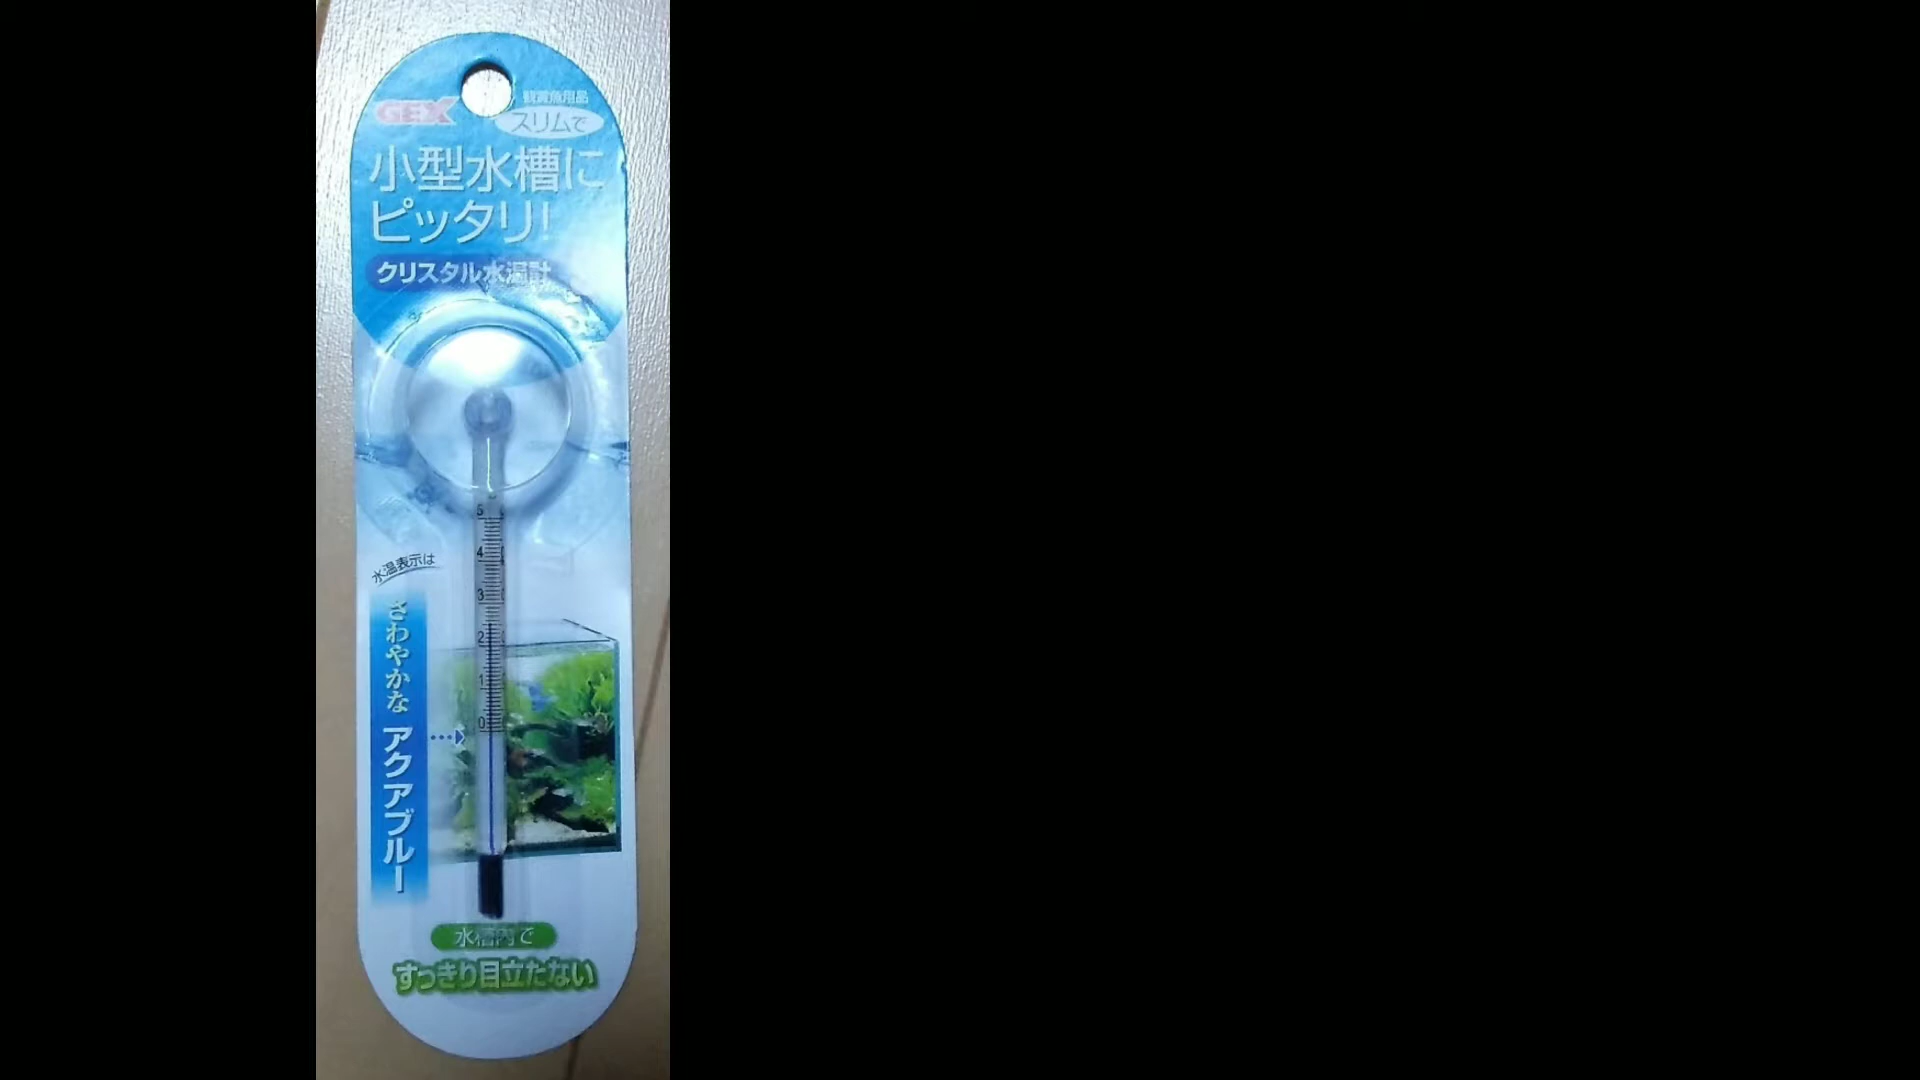 GEX
観賞魚用品
スリムで
小型水槽に
ピッタリ!
クリスタル水温計
5
4
3
2
1
0
水温表示は
さわやかな アクアブルー
水槽内で
すっきり目立たない